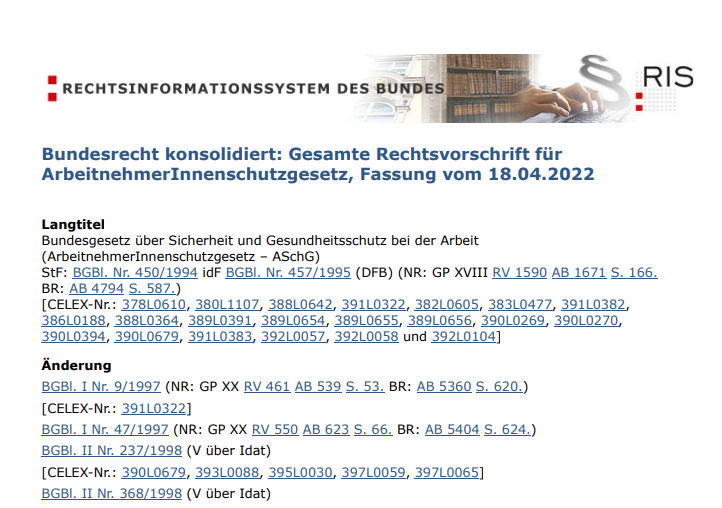 RECHTSINFORMATIONSSYSTEM DES BUNDES
§ RIS
Bundesrecht konsolidiert: Gesamte Rechtsvorschrift für
ArbeitnehmerInnenschutzgesetz, Fassung vom 18.04.2022
Langtitel
Bundesgesetz über Sicherheit und Gesundheitsschutz bei der Arbeit
(ArbeitnehmerInnenschutzgesetz – ASchG)
StF: BGBl. Nr. 450/1994 idF BGBl. Nr. 457/1995 (DFB) (NR: GP XVIII RV 1590 AB 1671 S. 166.
BR: AB 4794 S. 587.)
[CELEX-Nr.: 378L0610, 380L1107, 388L0642, 391L0322, 382L0605, 383L0477, 391L0382,
386L0188, 388L0364, 389L0391, 389L0654, 389L0655, 389L0656, 390L0269, 390L0270,
390L0394, 390L0679, 391L0383, 392L0057, 392L0058 und 392L0104]
Änderung
BGBl. I Nr. 9/1997 (NR: GP XX RV 461 AB 539 S. 53. BR: AB 5360 S. 620.)
[CELEX-Nr.: 391L0322]
BGBl. I Nr. 47/1997 (NR: GP XX RV 550 AB 623 S. 66. BR: AB 5404 S. 624.)
BGBl. II Nr. 237/1998 (V über Idat)
[CELEX-Nr.: 390L0679, 393L0088, 395L0030, 397L0059, 397L0065]
BGBl. II Nr. 368/1998 (V über Idat)